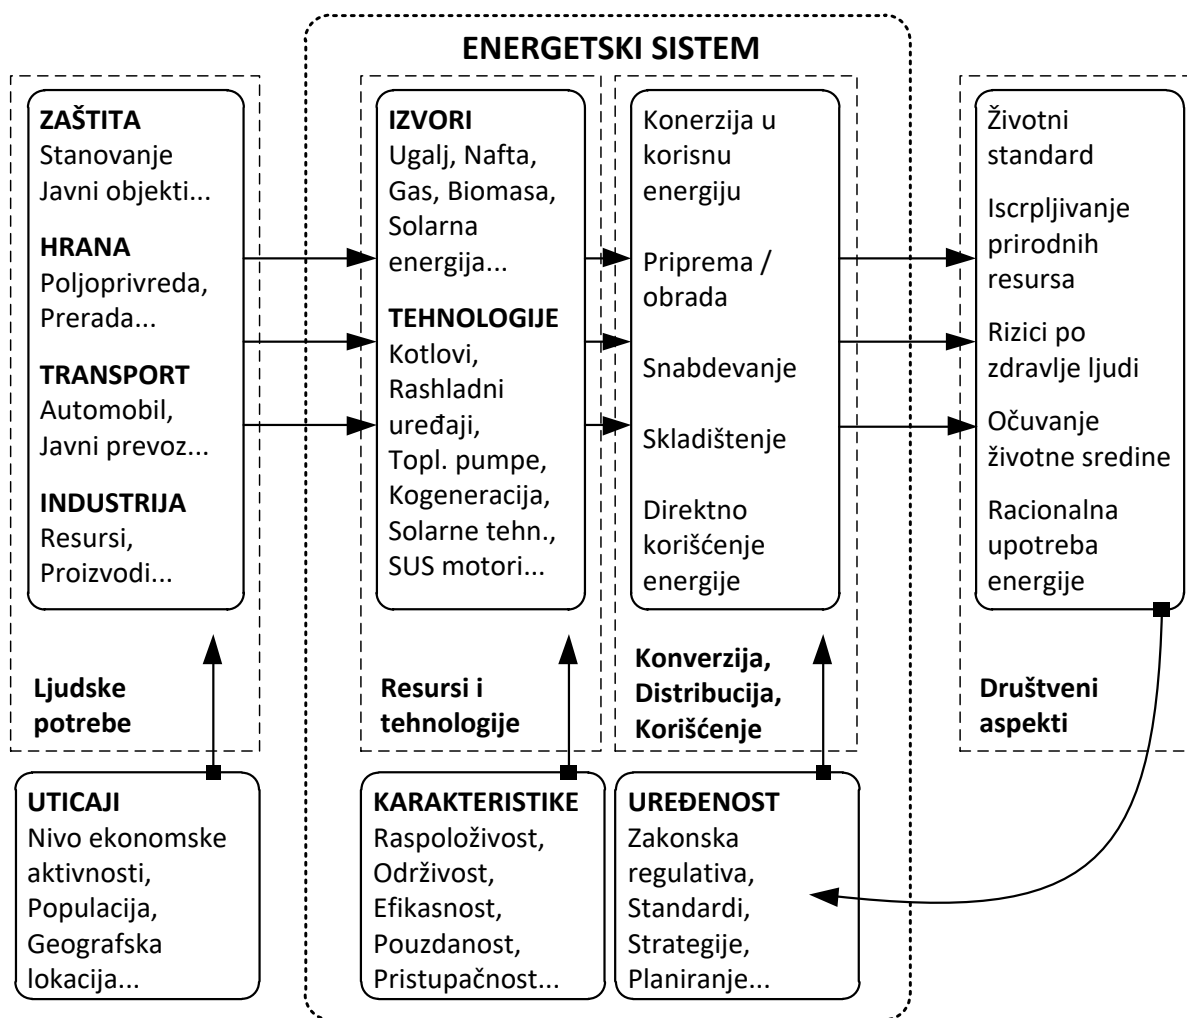 ENERGETSKI SISTEM
ZAŠTITA
Stanovanje
Javni objekti...
HRANA
Poljoprivreda,
Prerada...
TRANSPORT
Automobil,
Javni prevoz...
INDUSTRIJA
Resursi,
Proizvodi...
Ljudske
potrebe
UTICAJI
Nivo ekonomske
aktivnosti,
Populacija,
Geografska
lokacija...
IZVORI
Ugalj, Nafta,
Gas, Biomasa,
Solarna
energija...
TEHNOLOGIJE
Kotlovi,
Rashladni
uređaji,
Topl. pumpe,
Kogeneracija,
Solarne tehn.,
SUS motori...
Resursi i
tehnologije
KARAKTERISTIKE
Raspoloživost,
Održivost,
Efikasnost,
Pouzdanost,
Pristupačnost...
Konerzija u
korisnu
energiju
Priprema /
obrada
Snabdevanje
Skladištenje
Direktno
korišćenje
energije
Konverzija,
Distribucija,
Korišćenje
UREĐENOST
Zakonska
regulativa,
Standardi,
Strategije,
Planiranje...
Životni
standard
Iscrpljivanje
prirodnih
resursa
Rizici po
zdravlje ljudi
Očuvanje
životne sredine
Racionalna
upotreba
energije
Društveni
aspekti